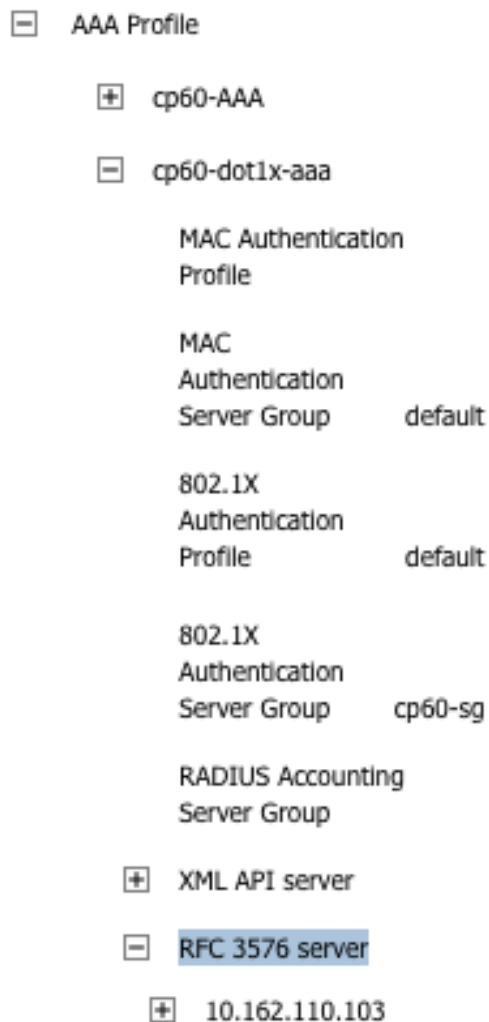 AAA Profile
cp60-AAA
cp60-dot1x-aaa
MAC Authentication
Profile
MAC
Authentication
Server Group default
802.1X
Authentication
Profile default
802.1X
Authentication
Server Group cp60-sg
RADIUS Accounting
Server Group
XML API server
RFC 3576 server
10.162.110.103